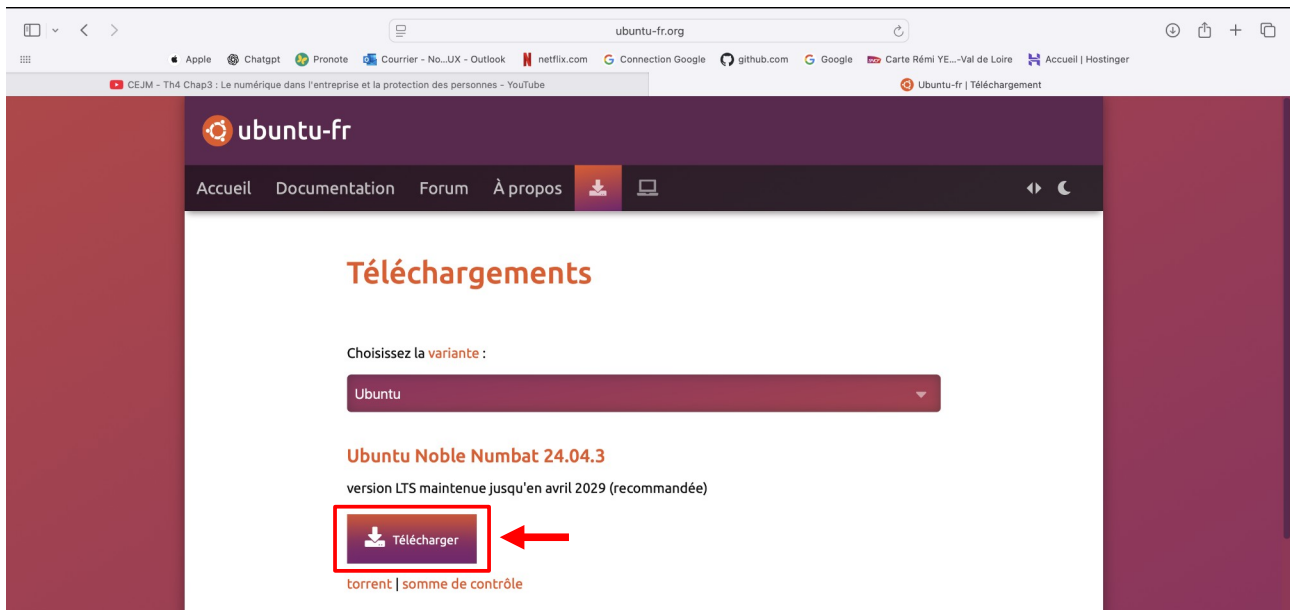 ubuntu-fr.org
Apple Chatgpt Pronote Courrier - No...UX - Outlook netflix.com Connection Google github.com Google Carte Rémi YE...-Val de Loire Accueil | Hostinger
CEJM - Th4 Chap3 : Le numérique dans l'entreprise et la protection des personnes - YouTube
Ubuntu-fr | Téléchargement
ubuntu-fr
Accueil Documentation Forum À propos
Téléchargements
Choisissez la variante :
Ubuntu
Ubuntu Noble Numbat 24.04.3
version LTS maintenue jusqu'en avril 2029 (recommandée)
Télécharger
torrent | somme de contrôle